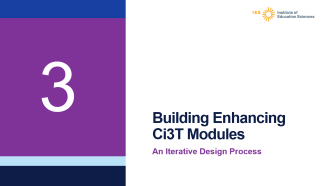 IES
Institute of
Education Sciences
3
Building Enhancing
Ci3T Modules
An Iterative Design Process